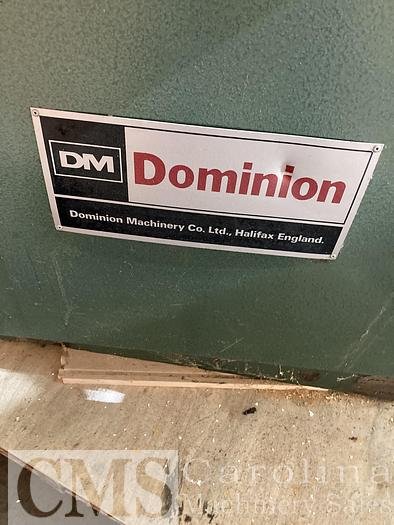 DM
Dominion
Dominion Machinery Co. Ltd., Halifax England.
CMS Carolina
Machinery Sales